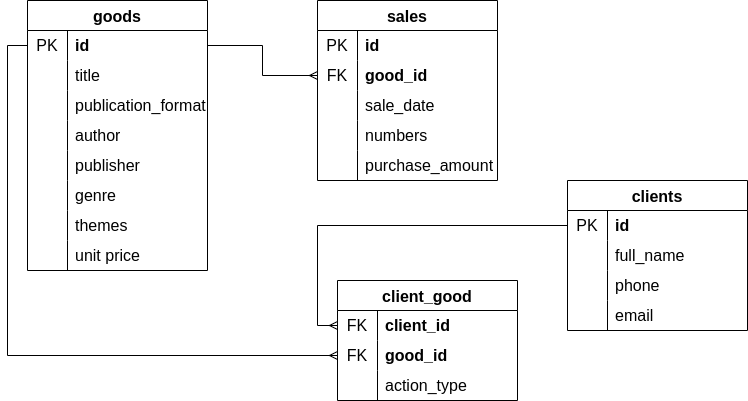 goods
PK id
title
publication_format
author
publisher
genre
themes
unit price
sales
PK id
FK good_id
sale_date
numbers
purchase_amount
clients
PK id
full_name
phone
email
client_good
FK client_id
FK good_id
action_type